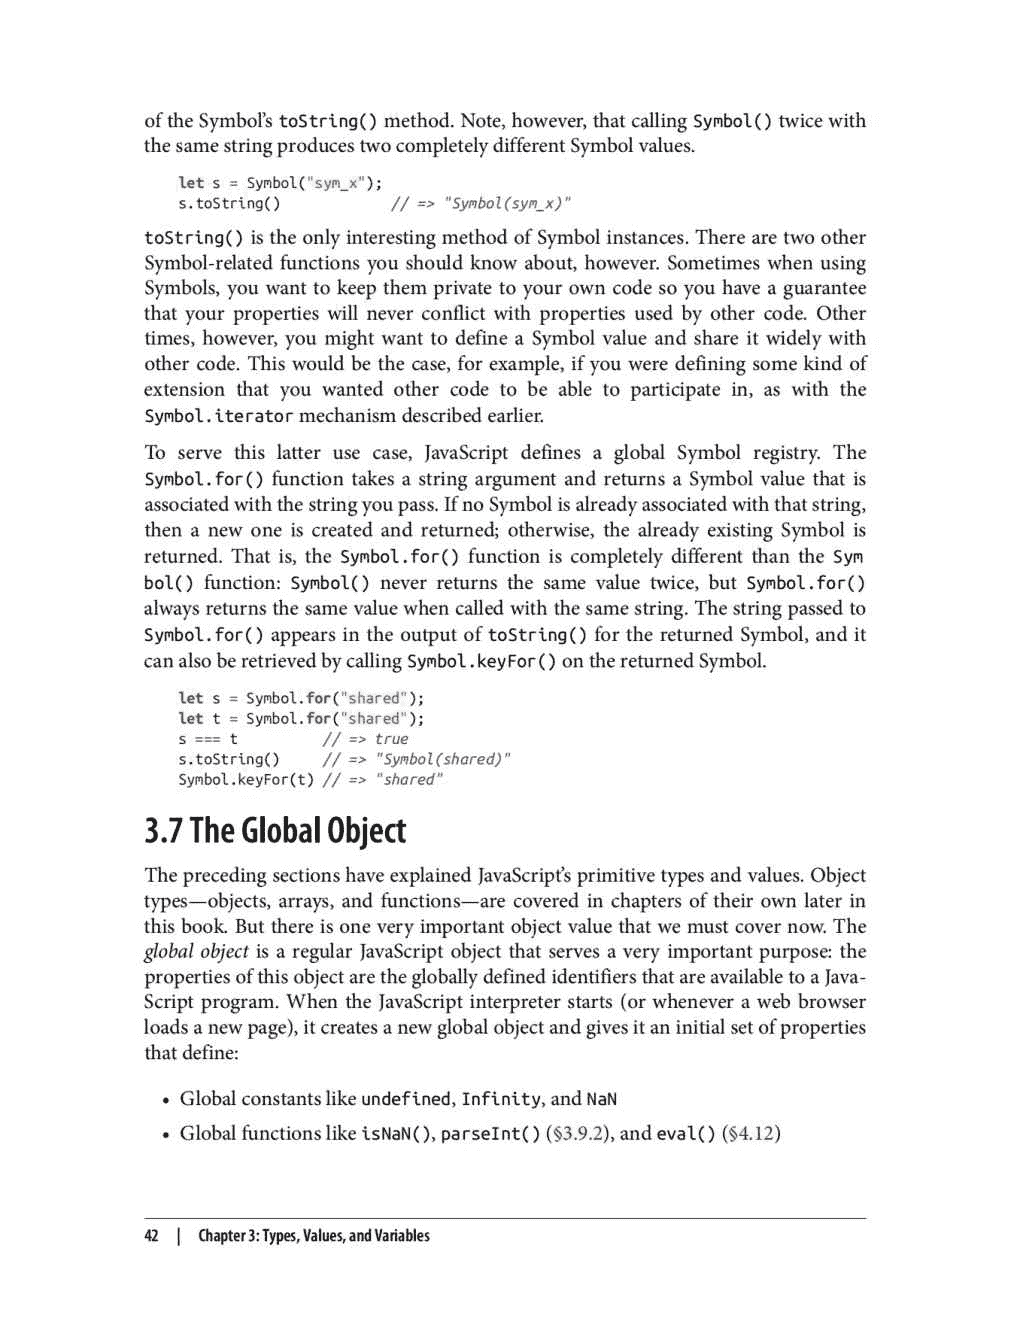 of the Symbol's toString() method. Note, however, that calling Symbol() twice with
the same string produces two completely different Symbol values.
let s = Symbol("sym_x");
s.toString() // => "Symbol(sym_x)"
toString() is the only interesting method of Symbol instances. There are two other
Symbol-related functions you should know about, however. Sometimes when using
Symbols, you want to keep them private to your own code so you have a guarantee
that your properties will never conflict with properties used by other code. Other
times, however, you might want to define a Symbol value and share it widely with
other code. This would be the case, for example, if you were defining some kind of
extension that you wanted other code to be able to participate in, as with the
Symbol.iterator mechanism described earlier.
To serve this latter use case, JavaScript defines a global Symbol registry. The
Symbol.for() function takes a string argument and returns a Symbol value that is
associated with the string you pass. If no Symbol is already associated with that string,
then a new one is created and returned; otherwise, the already existing Symbol is
returned. That is, the Symbol.for() function is completely different than the Sym
bol() function: Symbol() never returns the same value twice, but Symbol.for()
always returns the same value when called with the same string. The string passed to
Symbol.for() appears in the output of toString() for the returned Symbol, and it
can also be retrieved by calling Symbol.keyFor() on the returned Symbol.
let s = Symbol.for("shared");
let t = Symbol.for("shared");
s === t // => true
s.toString() // => "Symbol(shared)"
Symbol.keyFor(t) // => "shared"
3.7 The Global Object
The preceding sections have explained JavaScript's primitive types and values. Object
types—objects, arrays, and functions—are covered in chapters of their own later in
this book. But there is one very important object value that we must cover now. The
global object is a regular JavaScript object that serves a very important purpose: the
properties of this object are the globally defined identifiers that are available to a Java-
Script program. When the JavaScript interpreter starts (or whenever a web browser
loads a new page), it creates a new global object and gives it an initial set of properties
that define:
• Global constants like undefined, Infinity, and NaN
• Global functions like isNaN(), parseInt() (§3.9.2), and eval() (§4.12)
42 | Chapter 3: Types, Values, and Variables